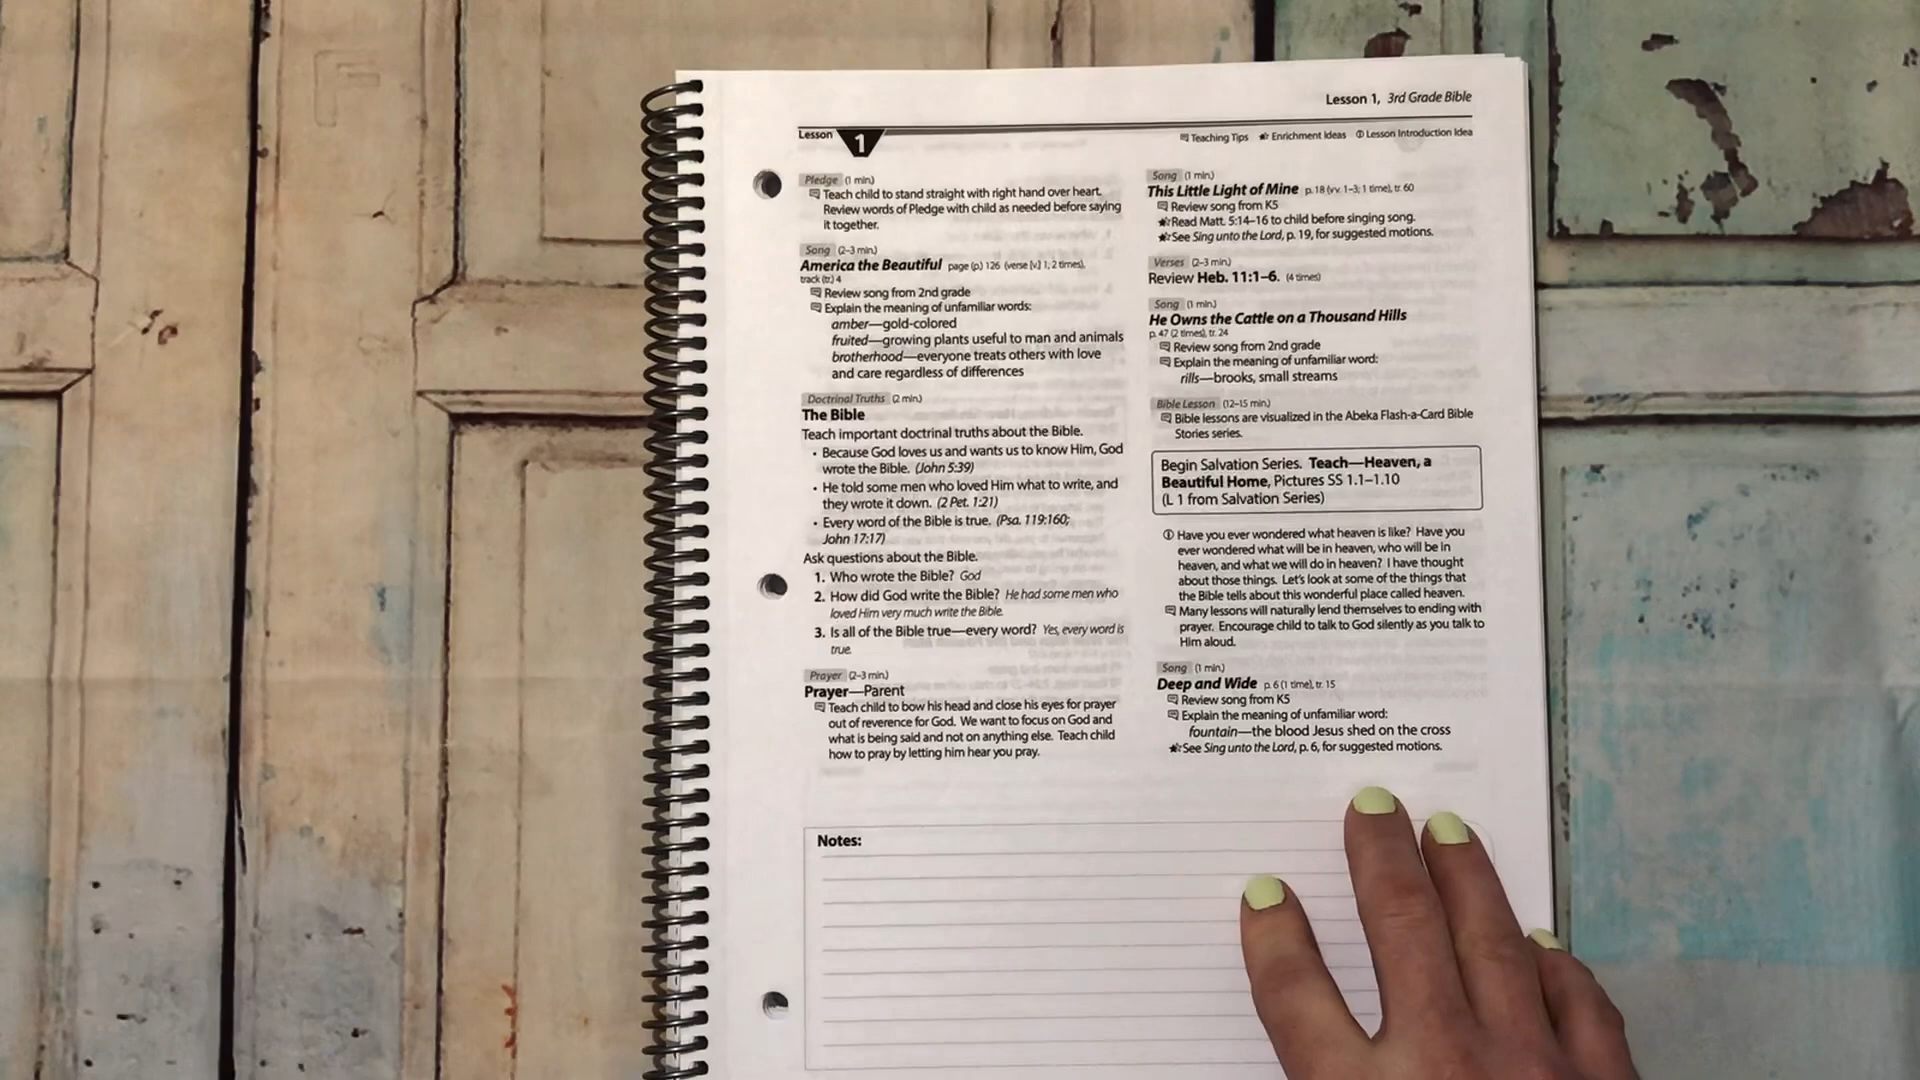 Lesson 1, 3rd Grade Bible
Lesson 1
Teaching Tips Enrichment Ideas Lesson Introduction Idea
Pledge (1 min.)
Teach child to stand straight with right hand over heart.
Review words of Pledge with child as needed before saying
it together.
Song (2–3 min.)
America the Beautiful page (p.) 126 (verse [v.] 1; 2 times),
track (tr.) 4
Review song from 2nd grade
Explain the meaning of unfamiliar words:
amber—gold-colored
fruited—growing plants useful to man and animals
brotherhood—everyone treats others with love
and care regardless of differences
Doctrinal Truths (2 min.)
The Bible
Teach important doctrinal truths about the Bible.
• Because God loves us and wants us to know Him, God
wrote the Bible. (John 5:39)
• He told some men who loved Him what to write, and
they wrote it down. (2 Pet. 1:21)
• Every word of the Bible is true. (Psa. 119:160;
John 17:17)
Ask questions about the Bible.
1. Who wrote the Bible? God
2. How did God write the Bible? He had some men who
loved Him very much write the Bible.
3. Is all of the Bible true—every word? Yes, every word is
true.
Prayer (2–3 min.)
Prayer—Parent
Teach child to bow his head and close his eyes for prayer
out of reverence for God. We want to focus on God and
what is being said and not on anything else. Teach child
how to pray by letting him hear you pray.
Song (1 min.)
This Little Light of Mine p. 18 (vv. 1–3; 1 time), tr. 60
Review song from K5
Read Matt. 5:14–16 to child before singing song.
See Sing unto the Lord, p. 19, for suggested motions.
Verses (2–3 min.)
Review Heb. 11:1–6. (4 times)
Song (1 min.)
He Owns the Cattle on a Thousand Hills
p. 47 (2 times), tr. 24
Review song from 2nd grade
Explain the meaning of unfamiliar word:
rills—brooks, small streams
Bible Lesson (12–15 min.)
Bible lessons are visualized in the Abeka Flash-a-Card Bible
Stories series.
Begin Salvation Series. Teach—Heaven, a
Beautiful Home, Pictures SS 1.1–1.10
(L 1 from Salvation Series)
Have you ever wondered what heaven is like? Have you
ever wondered what will be in heaven, who will be in
heaven, and what we will do in heaven? I have thought
about those things. Let's look at some of the things that
the Bible tells about this wonderful place called heaven.
Many lessons will naturally lend themselves to ending with
prayer. Encourage child to talk to God silently as you talk to
Him aloud.
Song (1 min.)
Deep and Wide p. 6 (1 time), tr. 15
Review song from K5
Explain the meaning of unfamiliar word:
fountain—the blood Jesus shed on the cross
See Sing unto the Lord, p. 6, for suggested motions.
Notes: